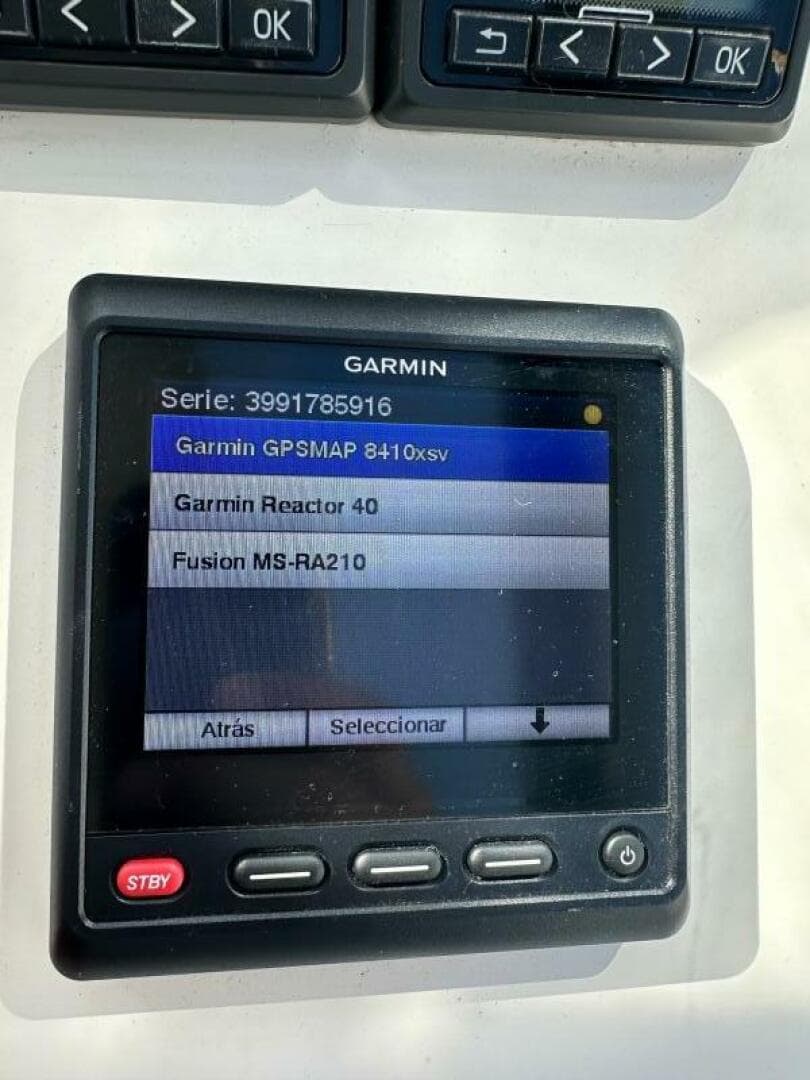 < > OK
< > OK
GARMIN
Serie: 3991785916
Garmin GPSMAP 8410xsv
Garmin Reactor 40
Fusion MS-RA210
Atrás Seleccionar
STBY